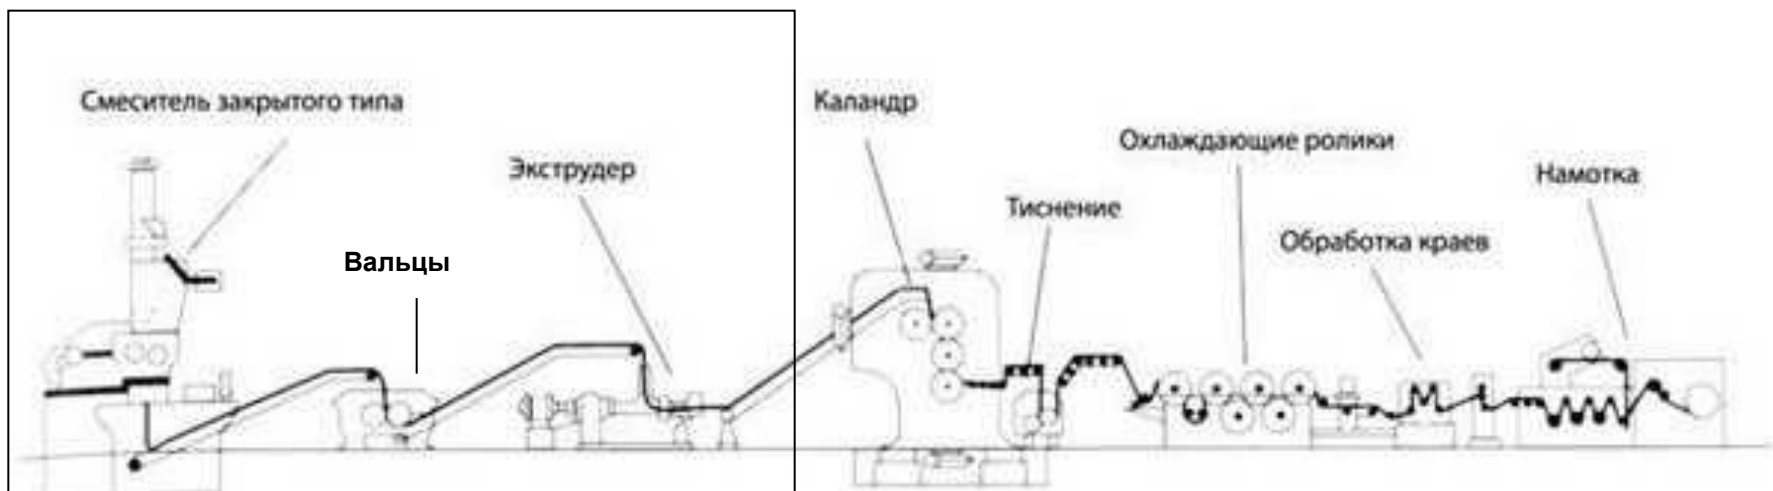 Смеситель закрытого типа
Экструдер
Вальцы
Каландр
Тиснение
Охлаждающие ролики
Обработка краев
Намотка